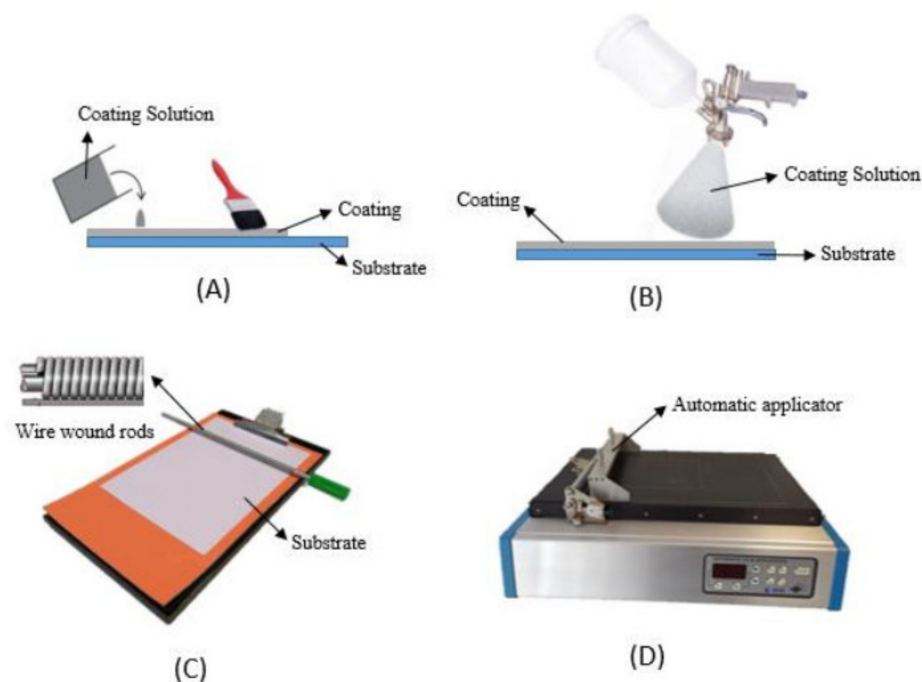 Coating Solution
Coating
Substrate
(A)
Coating Solution
Coating
Substrate
(B)
Wire wound rods
Substrate
(C)
Automatic applicator
(D)